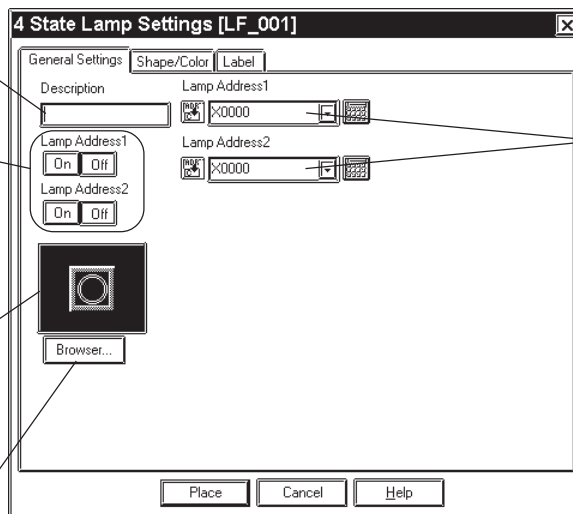 4 State Lamp Settings [LF_001]
General Settings Shape/Color Label
Description
Lamp Address1
X0000
Lamp Address1
On Off
Lamp Address2
X0000
Lamp Address2
On Off
Browser...
Place Cancel Help